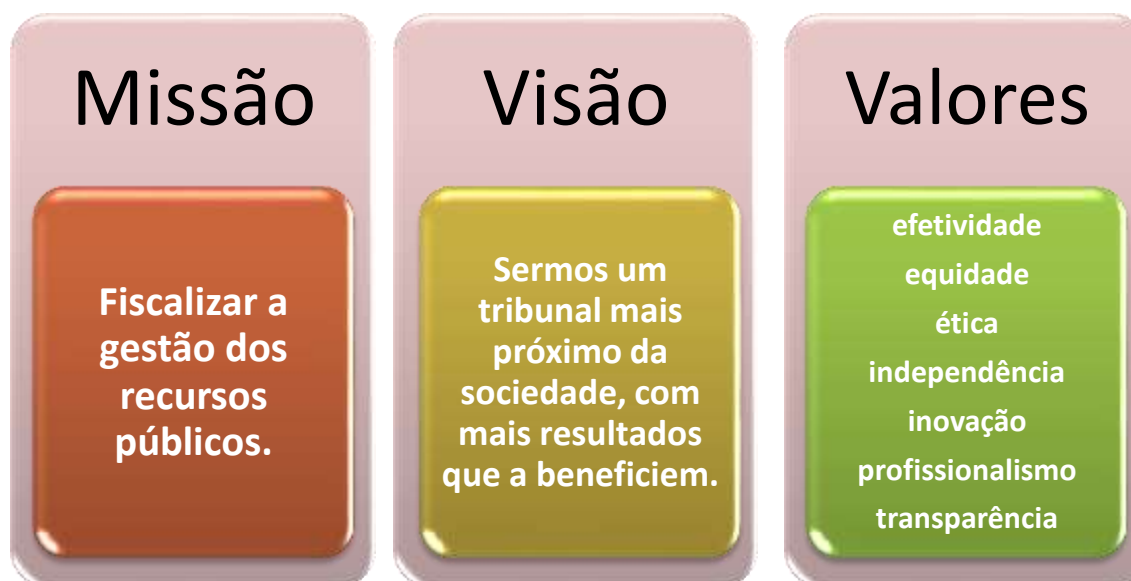 Missão
Fiscalizar a
gestão dos
recursos
públicos.
Visão
Sermos um
tribunal mais
próximo da
sociedade, com
mais resultados
que a beneficiem.
Valores
efetividade
equidade
ética
independência
inovação
profissionalismo
transparência